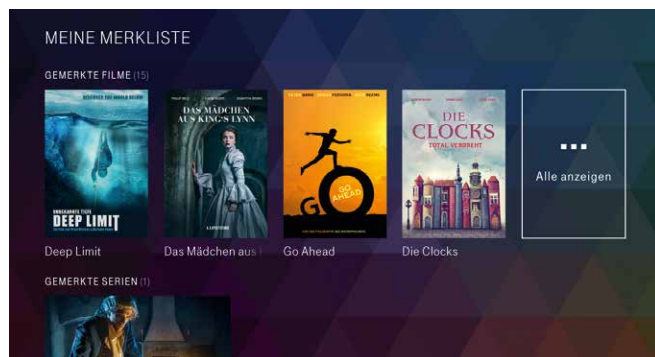 MEINE MERKLISTE
GEMERKTE FILME (15)
DAS MÄDCHEN
AUS KING'S LYNN
DIE
CLOCKS
TOTAL VERDREHT
GO
GO
AHEAD
DEEP LIMIT
Alle anzeigen
Deep Limit
Das Mädchen aus
Go Ahead
Die Clocks
GEMERKTE SERIEN (1)